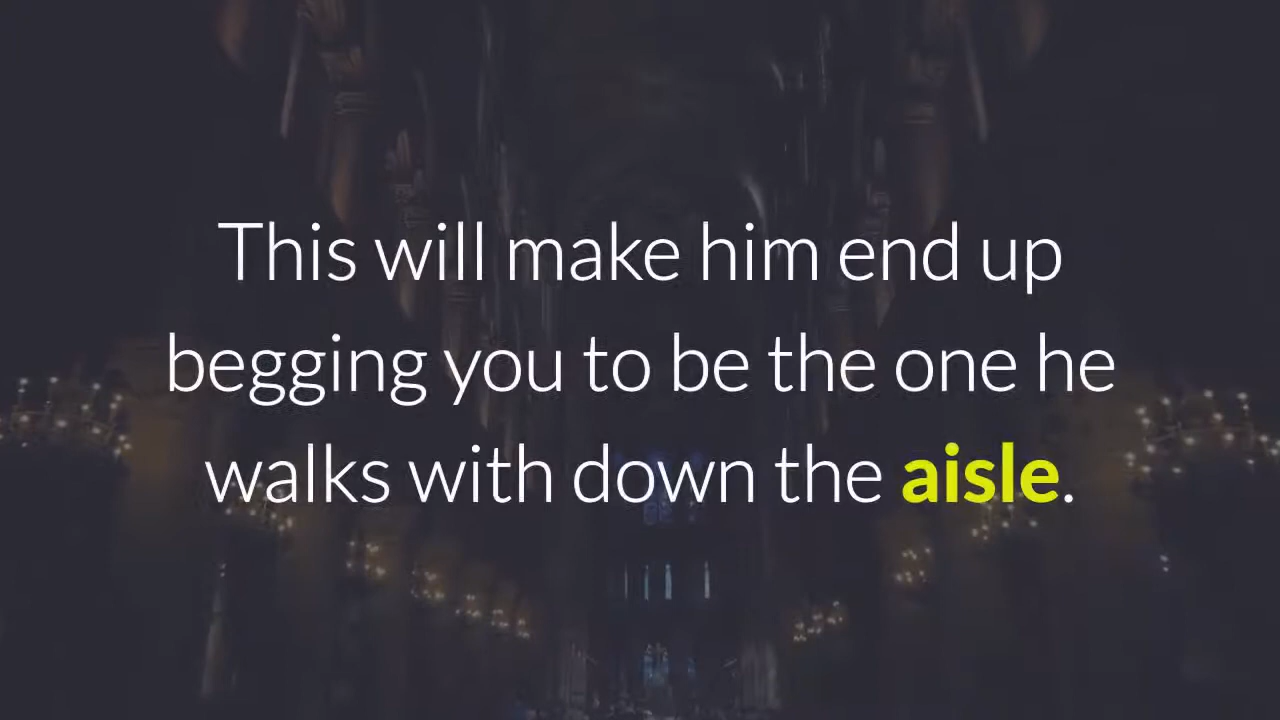 This will make him end up
begging you to be the one he
walks with down the aisle.